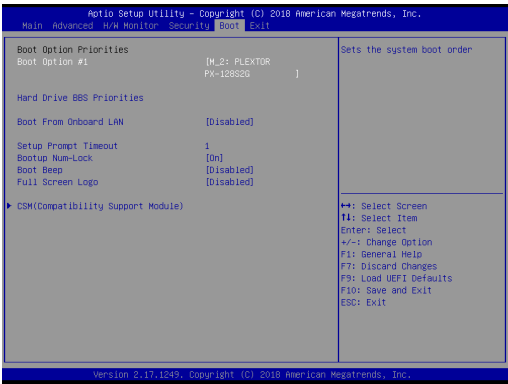 Aptio Setup Utility – Copyright (C) 2018 American Megatrends, Inc.
Main Advanced H/W Monitor Security Boot Exit
Boot Option Priorities
Boot Option #1 [M_2: PLEXTOR
PX-128S2G ]
Hard Drive BBS Priorities
Boot From Onboard LAN [Disabled]
Setup Prompt Timeout 1
Bootup Num-Lock [On]
Boot Beep [Disabled]
Full Screen Logo [Disabled]
▶ CSM(Compatibility Support Module)
Sets the system boot order
↔: Select Screen
↑↓: Select Item
Enter: Select
+/-: Change Option
F1: General Help
F7: Discard Changes
F9: Load UEFI Defaults
F10: Save and Exit
ESC: Exit
Version 2.17.1249. Copyright (C) 2018 American Megatrends, Inc.